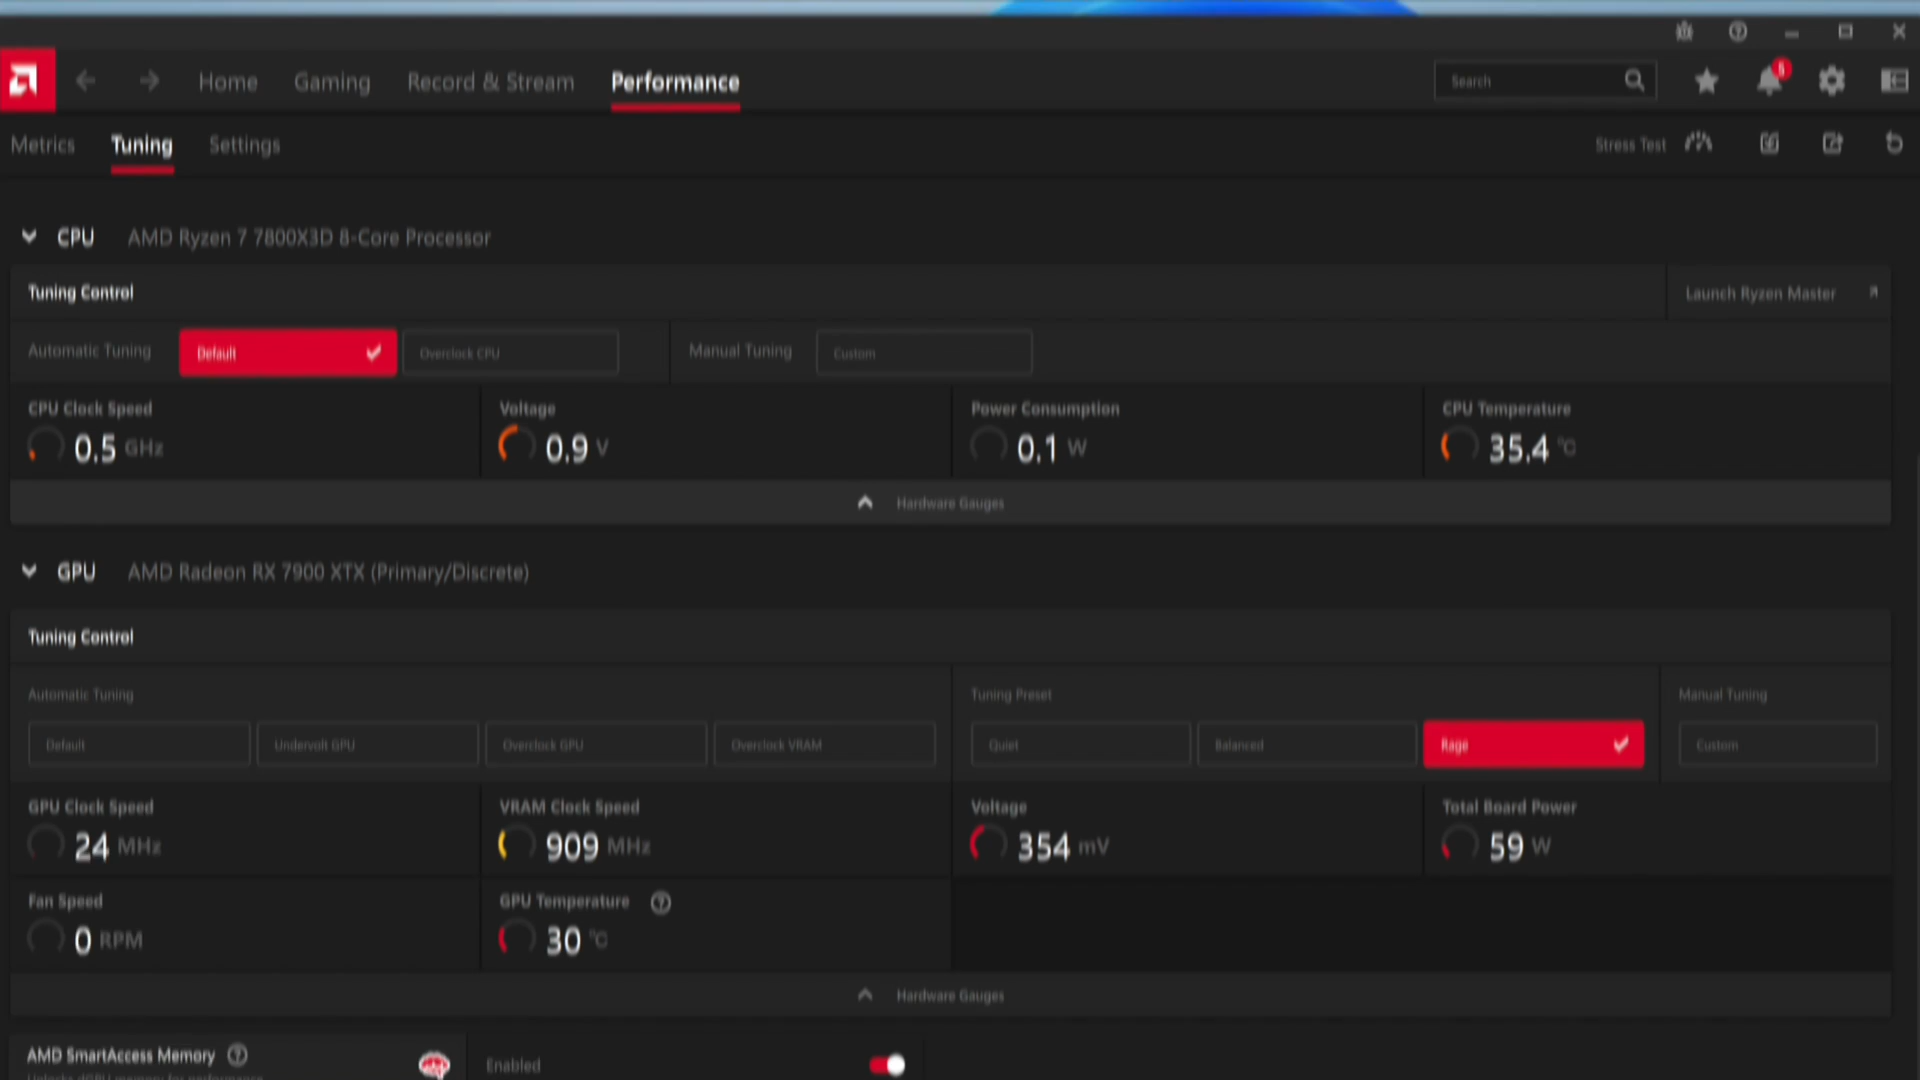 Home Gaming Record & Stream Performance Search 6
Metrics Tuning Settings Stress Test
CPU AMD Ryzen 7 7800X3D 8-Core Processor
Tuning Control Launch Ryzen Master
Automatic Tuning Default Overclock CPU Manual Tuning Custom
CPU Clock Speed Voltage Power Consumption CPU Temperature
0.5 GHz 0.9 V 0.1 W 35.4 °C
Hardware Gauges
GPU AMD Radeon RX 7900 XTX (Primary/Discrete)
Tuning Control
Automatic Tuning Tuning Preset Manual Tuning
Default Undervolt GPU Overclock GPU Overclock VRAM Quiet Balanced Rage Custom
GPU Clock Speed VRAM Clock Speed Voltage Total Board Power
24 MHz 909 MHz 354 mV 59 W
Fan Speed GPU Temperature
0 RPM 30 °C
Hardware Gauges
AMD SmartAccess Memory Enabled